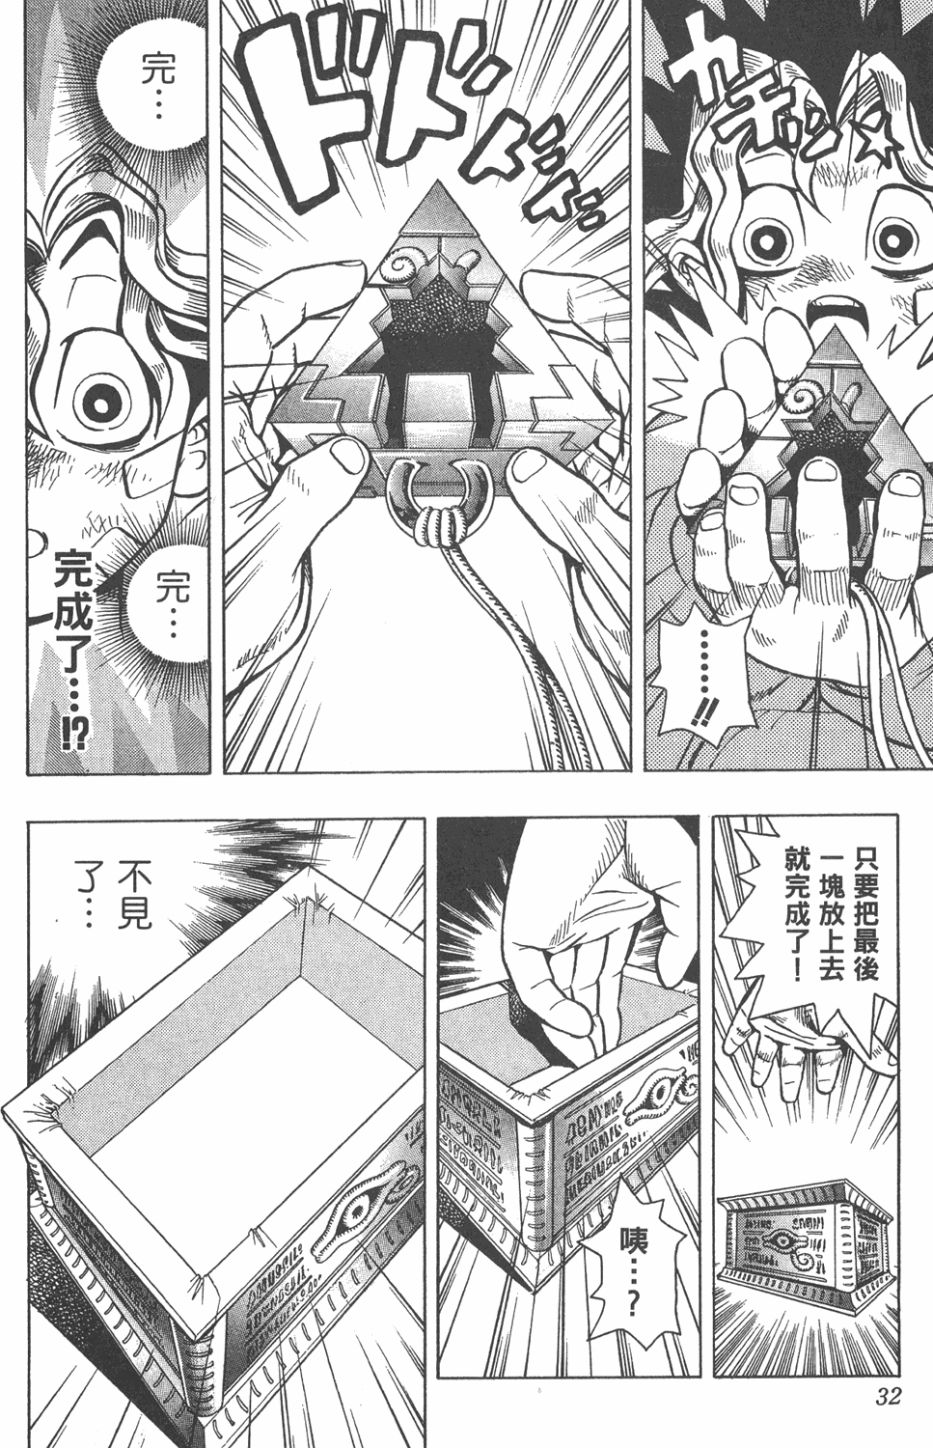 カチッ☆
……!!
ドドドドド
完…
完…
完成了…!?
只要把最後
一塊放上去
就完成了!
咦…?
不見
了…
32